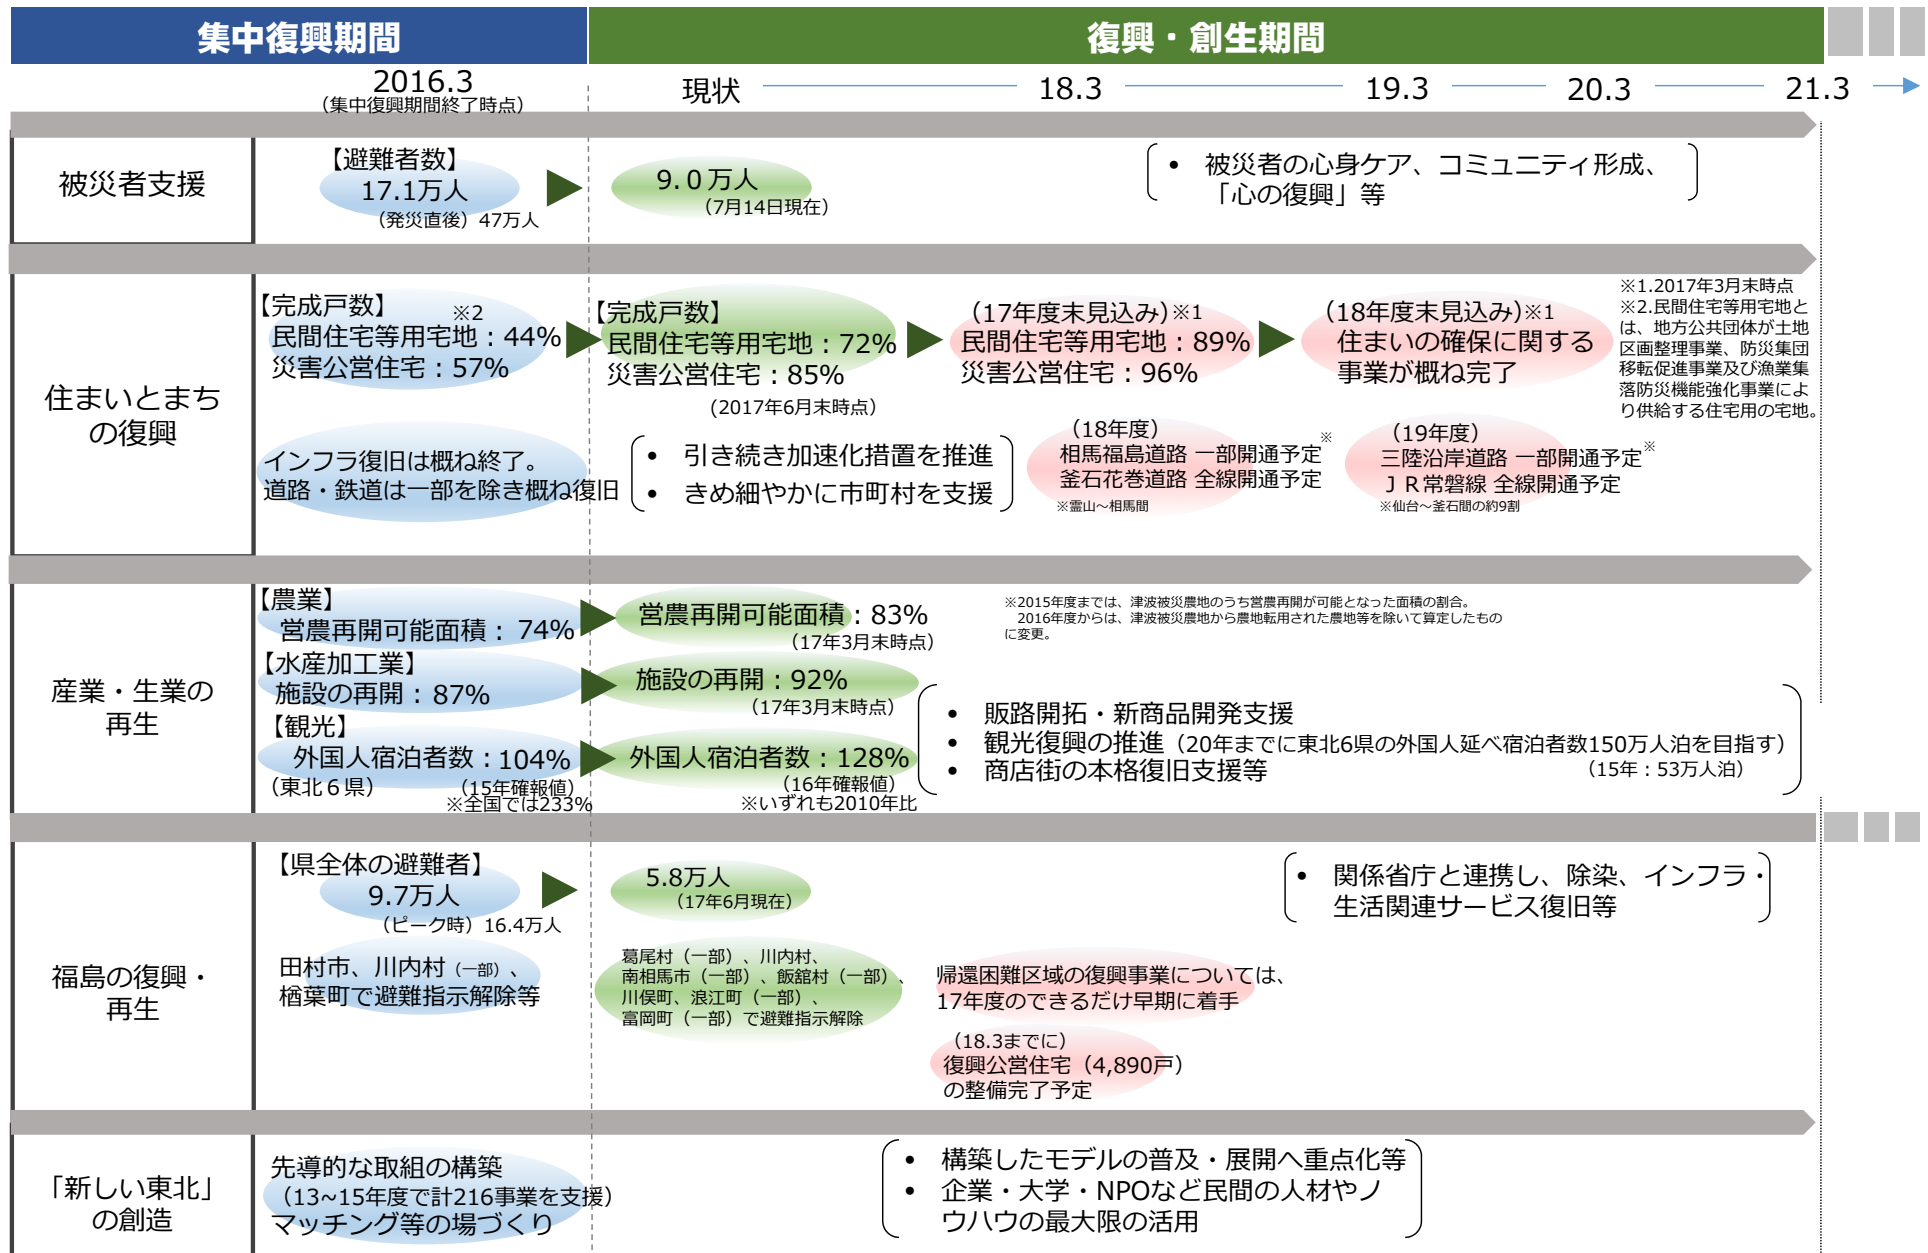 集中復興期間
復興・創生期間
2016.3
（集中復興期間終了時点）
現状
18.3
19.3
20.3
21.3
被災者支援
【避難者数】
17.1万人
（発災直後）47万人
9.0万人
（7月14日現在）
• 被災者の心身ケア、コミュニティ形成、
「心の復興」等
住まいとまち
の復興
【完成戸数】
※2
民間住宅等用宅地：44%
災害公営住宅：57%
【完成戸数】
民間住宅等用宅地：72%
災害公営住宅：85%
（2017年6月末時点）
（17年度末見込み）※1
民間住宅等用宅地：89%
災害公営住宅：96%
（18年度末見込み）※1
住まいの確保に関する
事業が概ね完了
※1.2017年3月末時点
※2.民間住宅等用宅地と
は、地方公共団体が土地
区画整理事業、防災集団
移転促進事業及び漁業集
落防災機能強化事業によ
り供給する住宅用の宅地。
インフラ復旧は概ね終了。
道路・鉄道は一部を除き概ね復旧
• 引き続き加速化措置を推進
• きめ細やかに市町村を支援
（18年度）
相馬福島道路 一部開通予定※
釜石花巻道路 全線開通予定
※霊山～相馬間
（19年度）
三陸沿岸道路 一部開通予定※
ＪＲ常磐線 全線開通予定
※仙台～釜石間の約9割
産業・生業の
再生
【農業】
営農再開可能面積：74%
営農再開可能面積：83%
（17年3月末時点）
※2015年度までは、津波被災農地のうち営農再開が可能となった面積の割合。
2016年度からは、津波被災農地から農地転用された農地等を除いて算定したもの
に変更。
【水産加工業】
施設の再開：87%
施設の再開：92%
（17年3月末時点）
【観光】
外国人宿泊者数：104%
（東北６県）
（15年確報値）
※全国では233%
外国人宿泊者数：128%
（16年確報値）
※いずれも2010年比
• 販路開拓・新商品開発支援
• 観光復興の推進（20年までに東北6県の外国人延べ宿泊者数150万人泊を目指す）
• 商店街の本格復旧支援等
（15年：53万人泊）
福島の復興・
再生
【県全体の避難者】
9.7万人
（ピーク時）16.4万人
5.8万人
（17年6月現在）
• 関係省庁と連携し、除染、インフラ・
生活関連サービス復旧等
田村市、川内村（一部）、
楢葉町で避難指示解除等
葛尾村（一部）、川内村、
南相馬市（一部）、飯舘村（一部）、
川俣町、浪江町（一部）、
富岡町（一部）で避難指示解除
帰還困難区域の復興事業については、
17年度のできるだけ早期に着手
（18.3までに）
復興公営住宅（4,890戸）
の整備完了予定
「新しい東北」
の創造
先導的な取組の構築
（13~15年度で計216事業を支援）
マッチング等の場づくり
• 構築したモデルの普及・展開へ重点化等
• 企業・大学・NPOなど民間の人材やノ
ウハウの最大限の活用